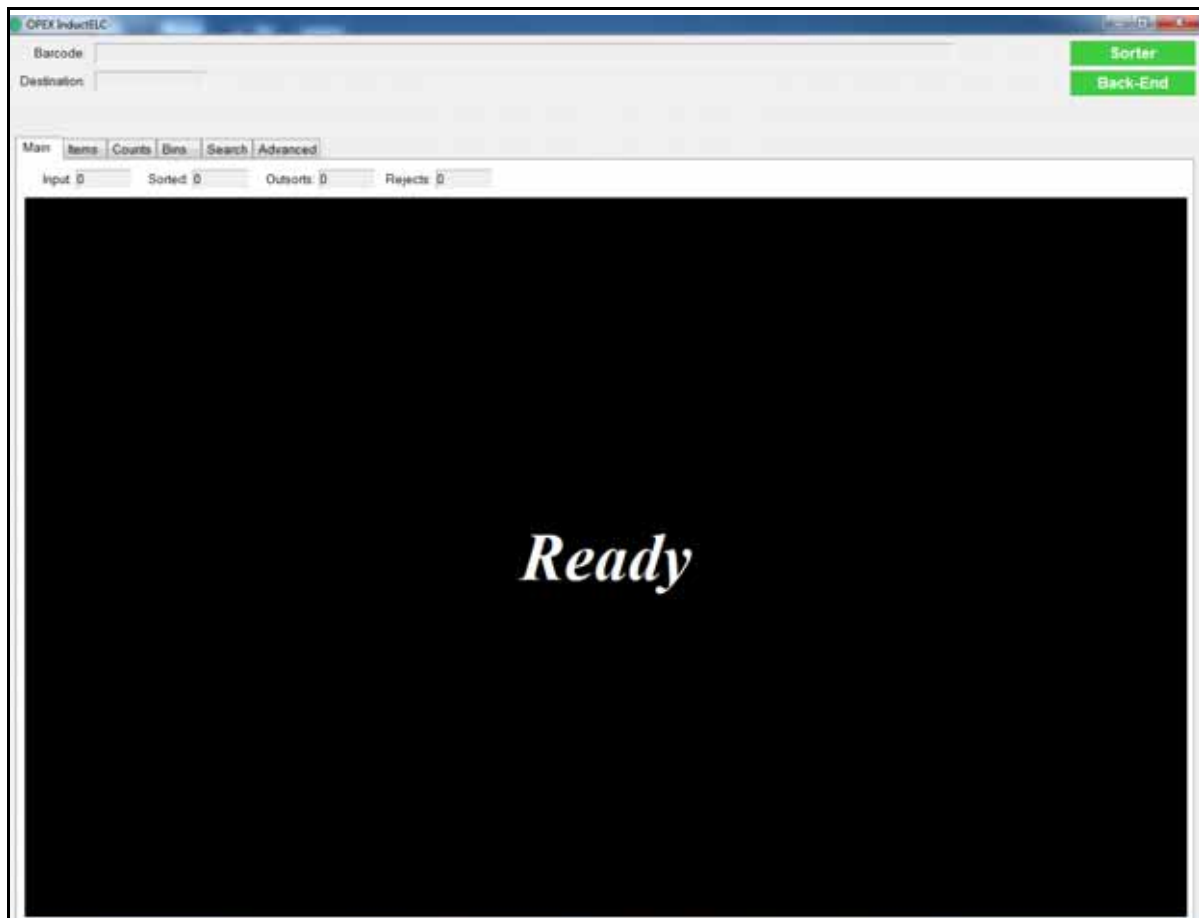 OPEX InductELC
Barcode
Sorter
Destination
Back-End
Main Items Counts Bins Search Advanced
Input: 0 Sorted: 0 Outsorts: 0 Rejects: 0
Ready